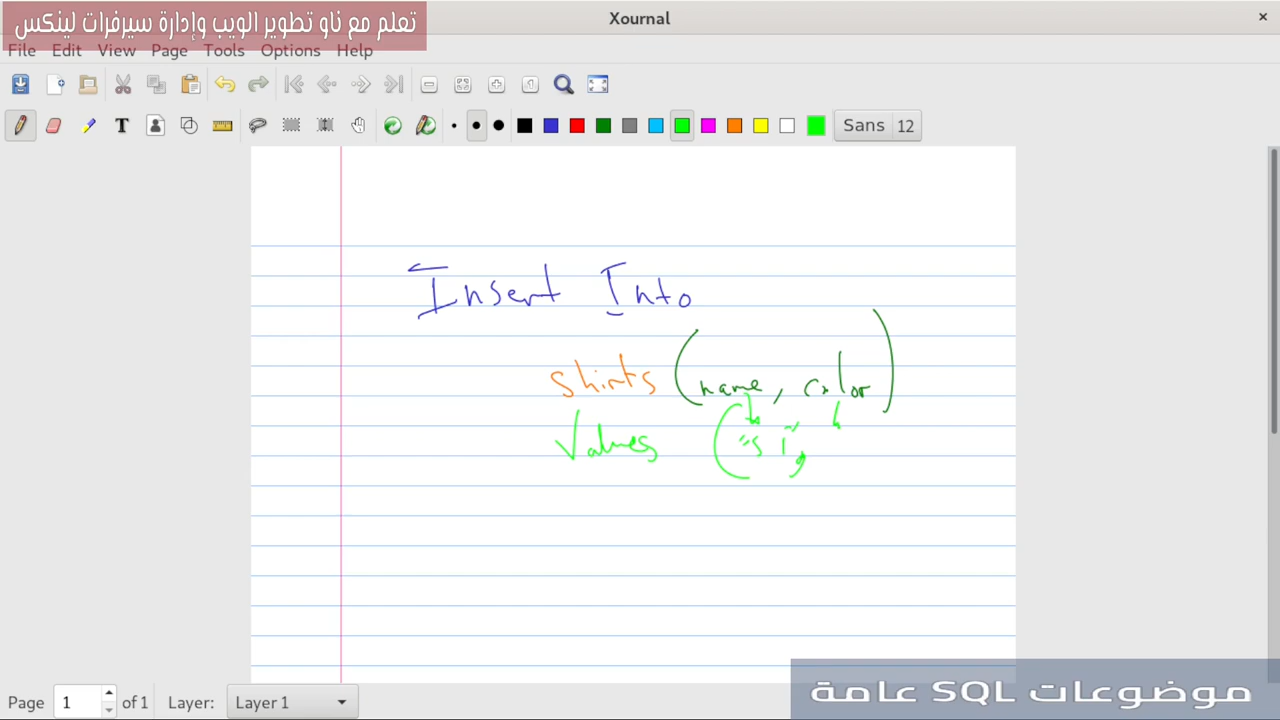 تعلم مع ناو تطوير الويب وإدارة سيرفرات لينكس
Xournal
File Edit View Page Tools Options Help
Sans 12
Insert Into
shirts (name, color)
Values ("s1",
Page 1 of 1 Layer: Layer 1
موضوعات SQL عامة